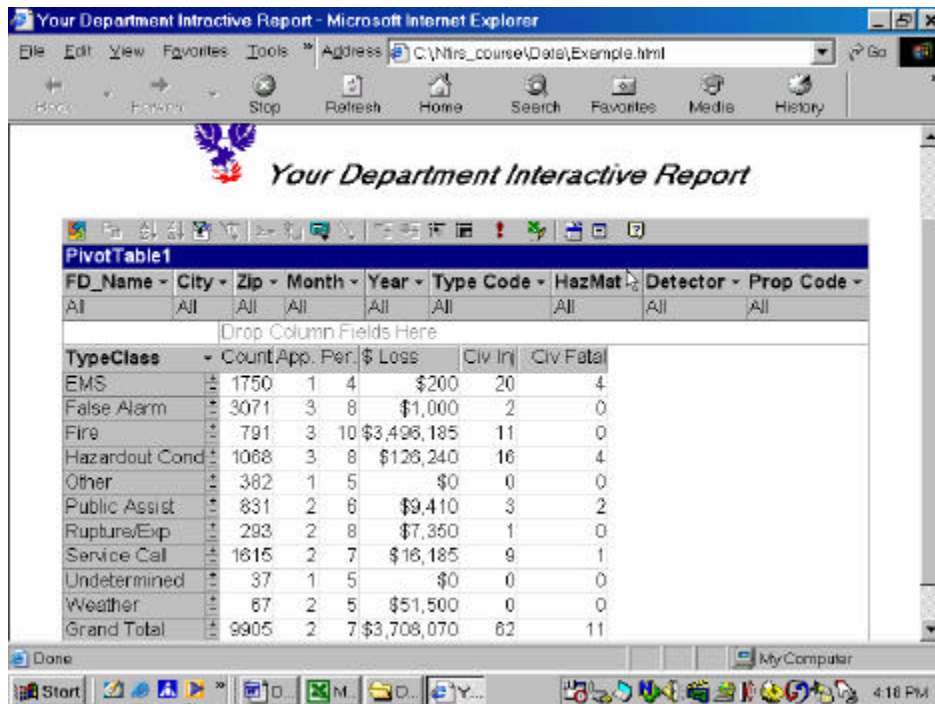 Your Department Intractive Report - Microsoft Internet Explorer
File Edit View Favorites Tools » Address C:\Nfirs_course\Data\Example.html Go
Back Forward Stop Refresh Home Search Favorites Media History
Your Department Interactive Report
PivotTable1
FD_Name City Zip Month Year Type Code HazMat Detector Prop Code
All All All All All All All All All
Drop Column Fields Here
TypeClass Count App. Per. $ Loss Civ Inj Civ Fatal
EMS 1750 1 4 $200 20 4
False Alarm 3071 3 8 $1,000 2 0
Fire 791 3 10 $3,496,185 11 0
Hazardout Cond 1068 3 8 $126,240 16 4
Other 382 1 5 $0 0 0
Public Assist 831 2 6 $9,410 3 2
Rupture/Exp 293 2 8 $7,350 1 0
Service Call 1615 2 7 $16,185 9 1
Undetermined 37 1 5 $0 0 0
Weather 67 2 5 $51,500 0 0
Grand Total 9905 2 7 $3,708,070 62 11
Done My Computer
Start » D... M... D... Y... 4:18 PM